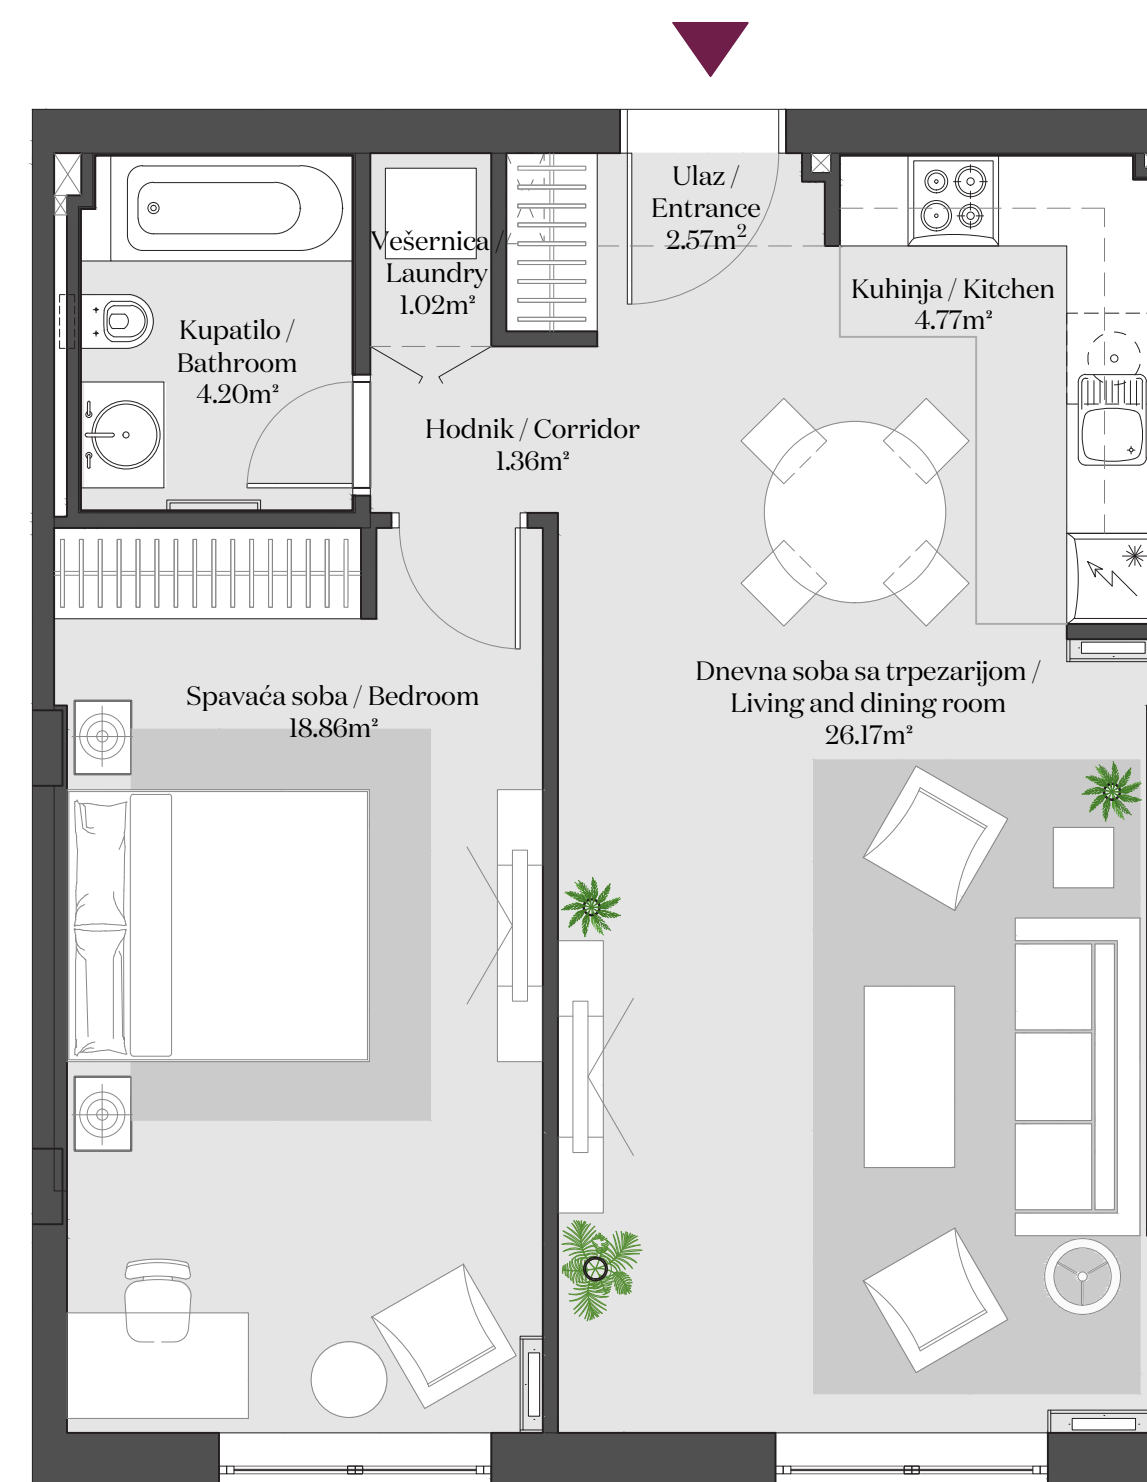 Ulaz /
Entrance
2.57m²
Vešernica /
Laundry
1.02m²
Kuhinja / Kitchen
4.77m²
Kupatilo /
Bathroom
4.20m²
Hodnik / Corridor
1.36m²
Spavaća soba / Bedroom
18.86m²
Dnevna soba sa trpezarijom /
Living and dining room
26.17m²